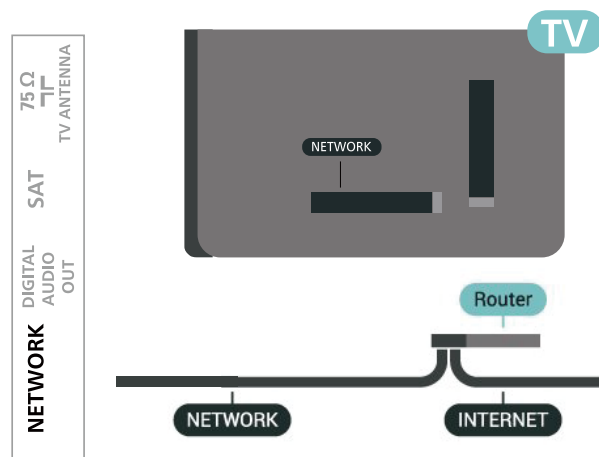 TV
75 Ω
TV ANTENNA
SAT
DIGITAL
AUDIO
OUT
NETWORK
NETWORK
Router
NETWORK
INTERNET